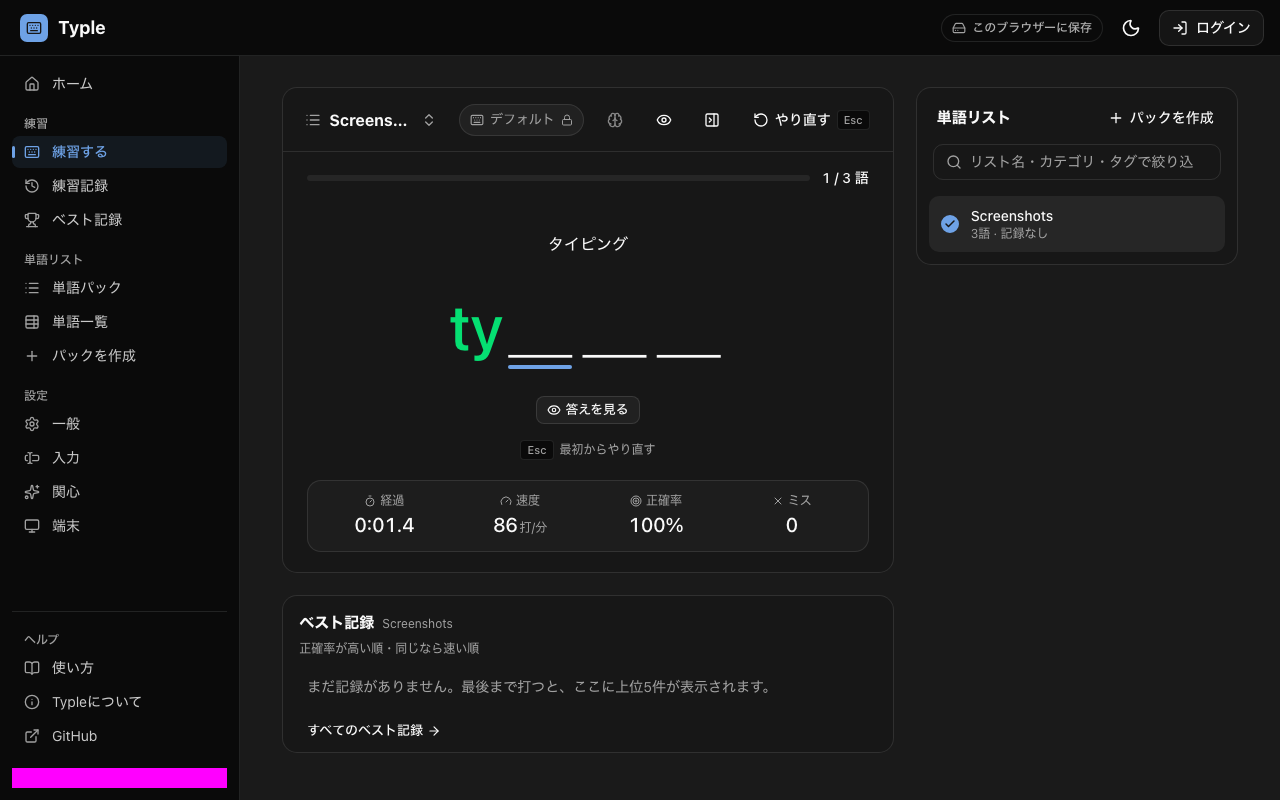 Typle
このブラウザーに保存
ログイン
ホーム
練習
練習する
練習記録
ベスト記録
単語リスト
単語パック
単語一覧
パックを作成
設定
一般
入力
関心
端末
ヘルプ
使い方
Typleについて
GitHub
Screens...
デフォルト
やり直す Esc
1 / 3 語
タイピング
ty
答えを見る
Esc 最初からやり直す
経過 速度 正確率 ミス
0:01.4 86打/分 100% 0
ベスト記録 Screenshots
正確率が高い順・同じなら速い順
まだ記録がありません。最後まで打つと、ここに上位5件が表示されます。
すべてのベスト記録
単語リスト
パックを作成
リスト名・カテゴリ・タグで絞り込
Screenshots
3語 · 記録なし